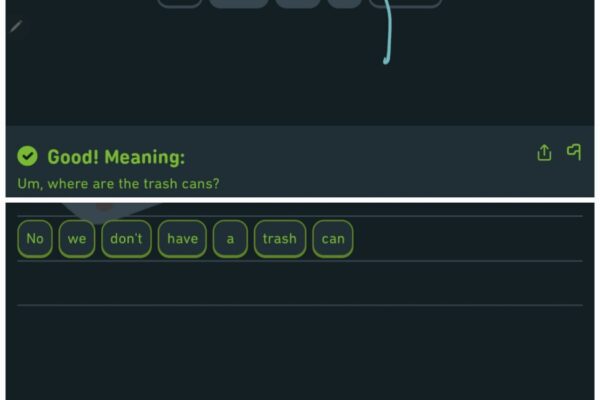 Good! Meaning:
Um, where are the trash cans?
No we don't have a trash can